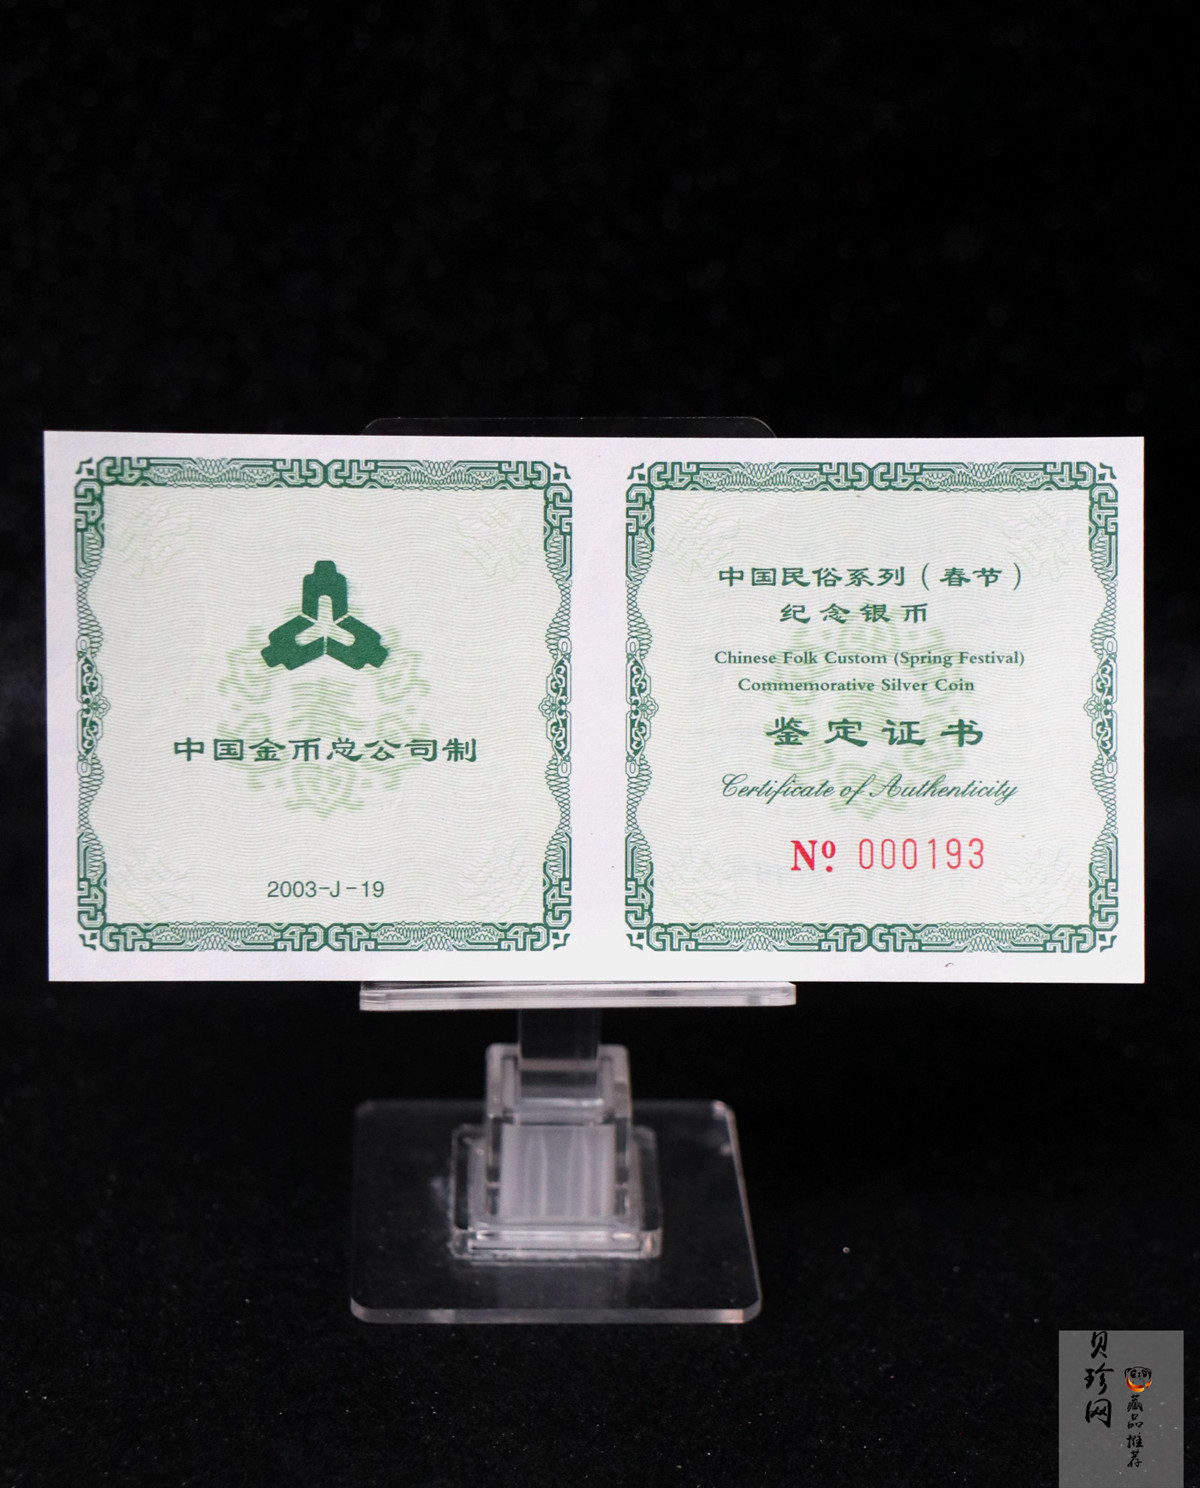 中国金币总公司制
2003-J-19
中国民俗系列(春节)
纪念银币
Chinese Folk Custom (Spring Festival)
Commemorative Silver Coin
鉴定证书
Certificate of Authenticity
Nº. 000193
贝珍网
藏品推荐